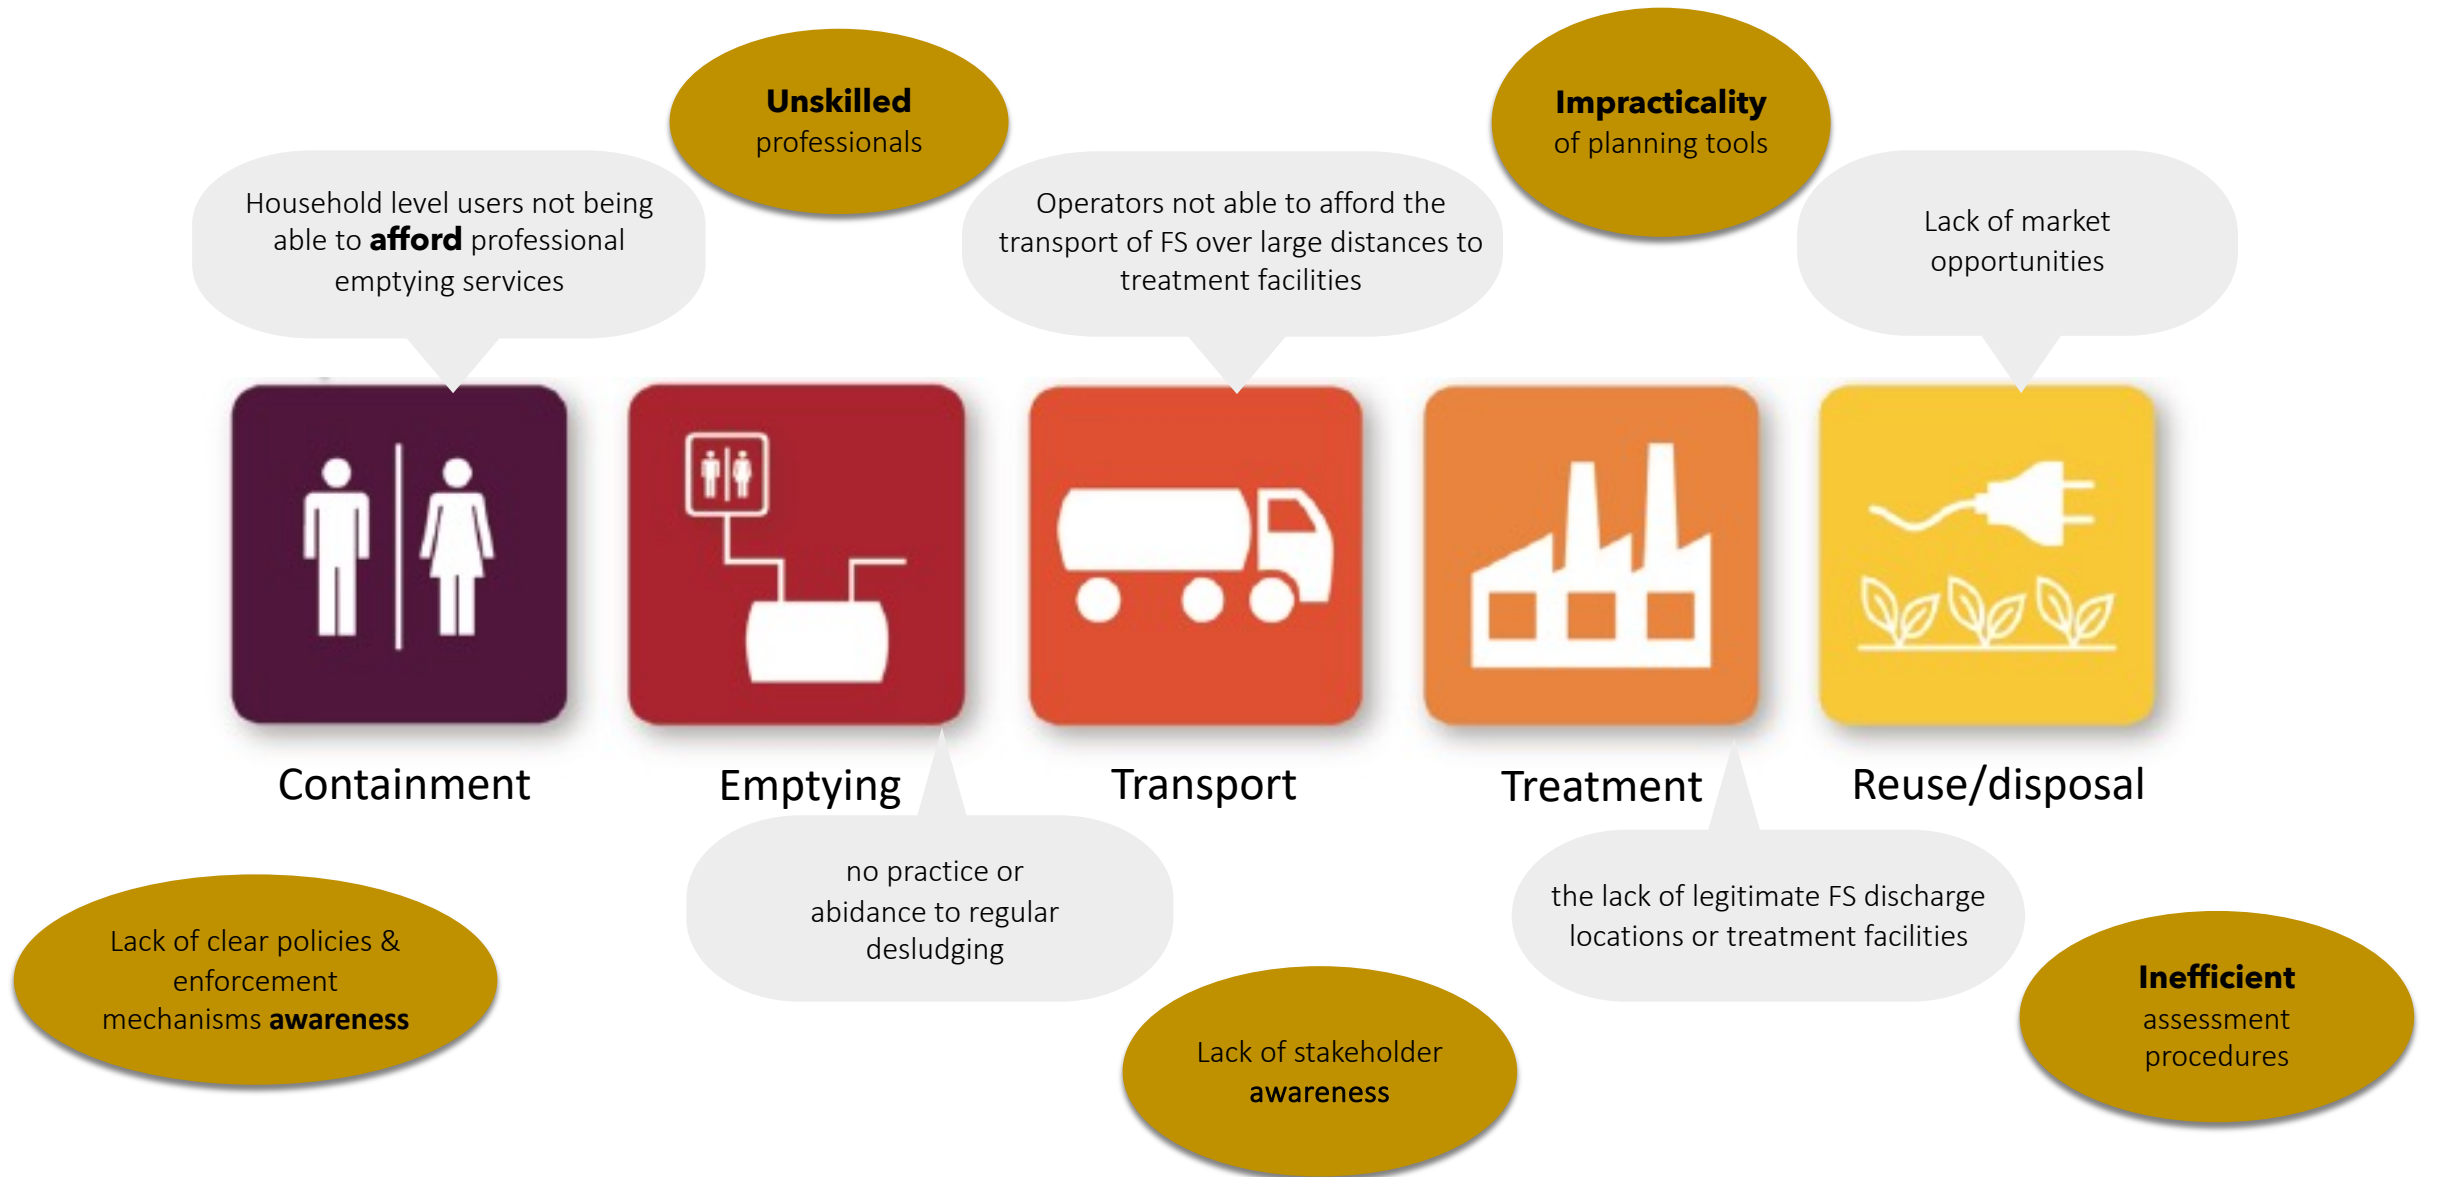 Unskilled
professionals
Impracticality
of planning tools
Household level users not being
able to afford professional
emptying services
Operators not able to afford the
transport of FS over large distances to
treatment facilities
Lack of market
opportunities
Containment
Emptying
Transport
Treatment
Reuse/disposal
no practice or
abidance to regular
desludging
the lack of legitimate FS discharge
locations or treatment facilities
Lack of clear policies &
enforcement
mechanisms awareness
Lack of stakeholder
awareness
Inefficient
assessment
procedures